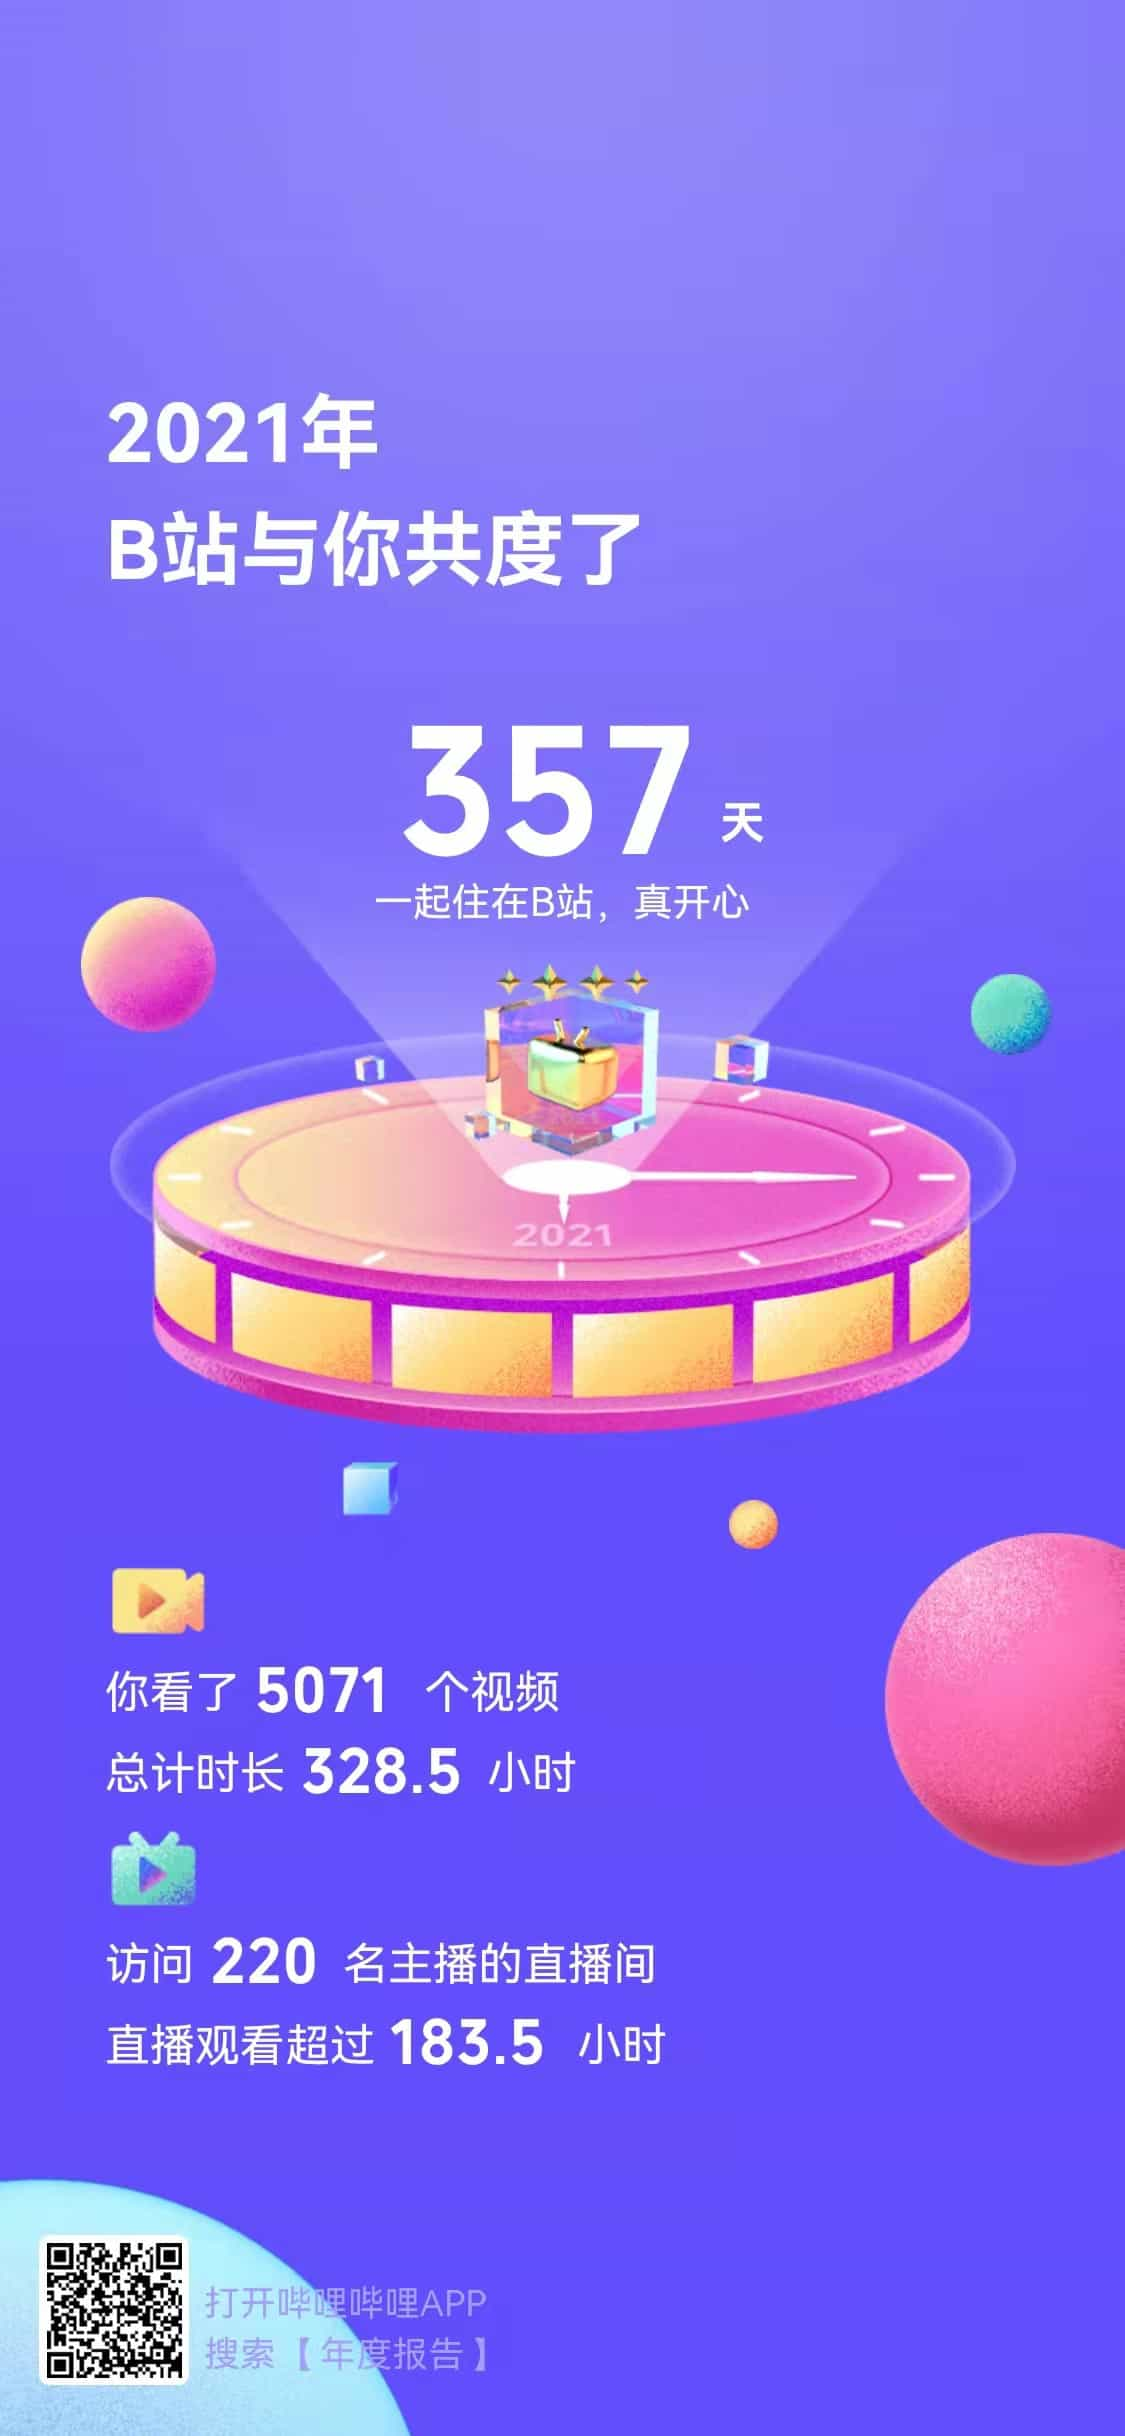 2021年
B站与你共度了
357 天
一起住在B站，真开心
2021
你看了 5071 个视频
总计时长 328.5 小时
访问 220 名主播的直播间
直播观看超过 183.5 小时
打开哔哩哔哩APP
搜索【年度报告】